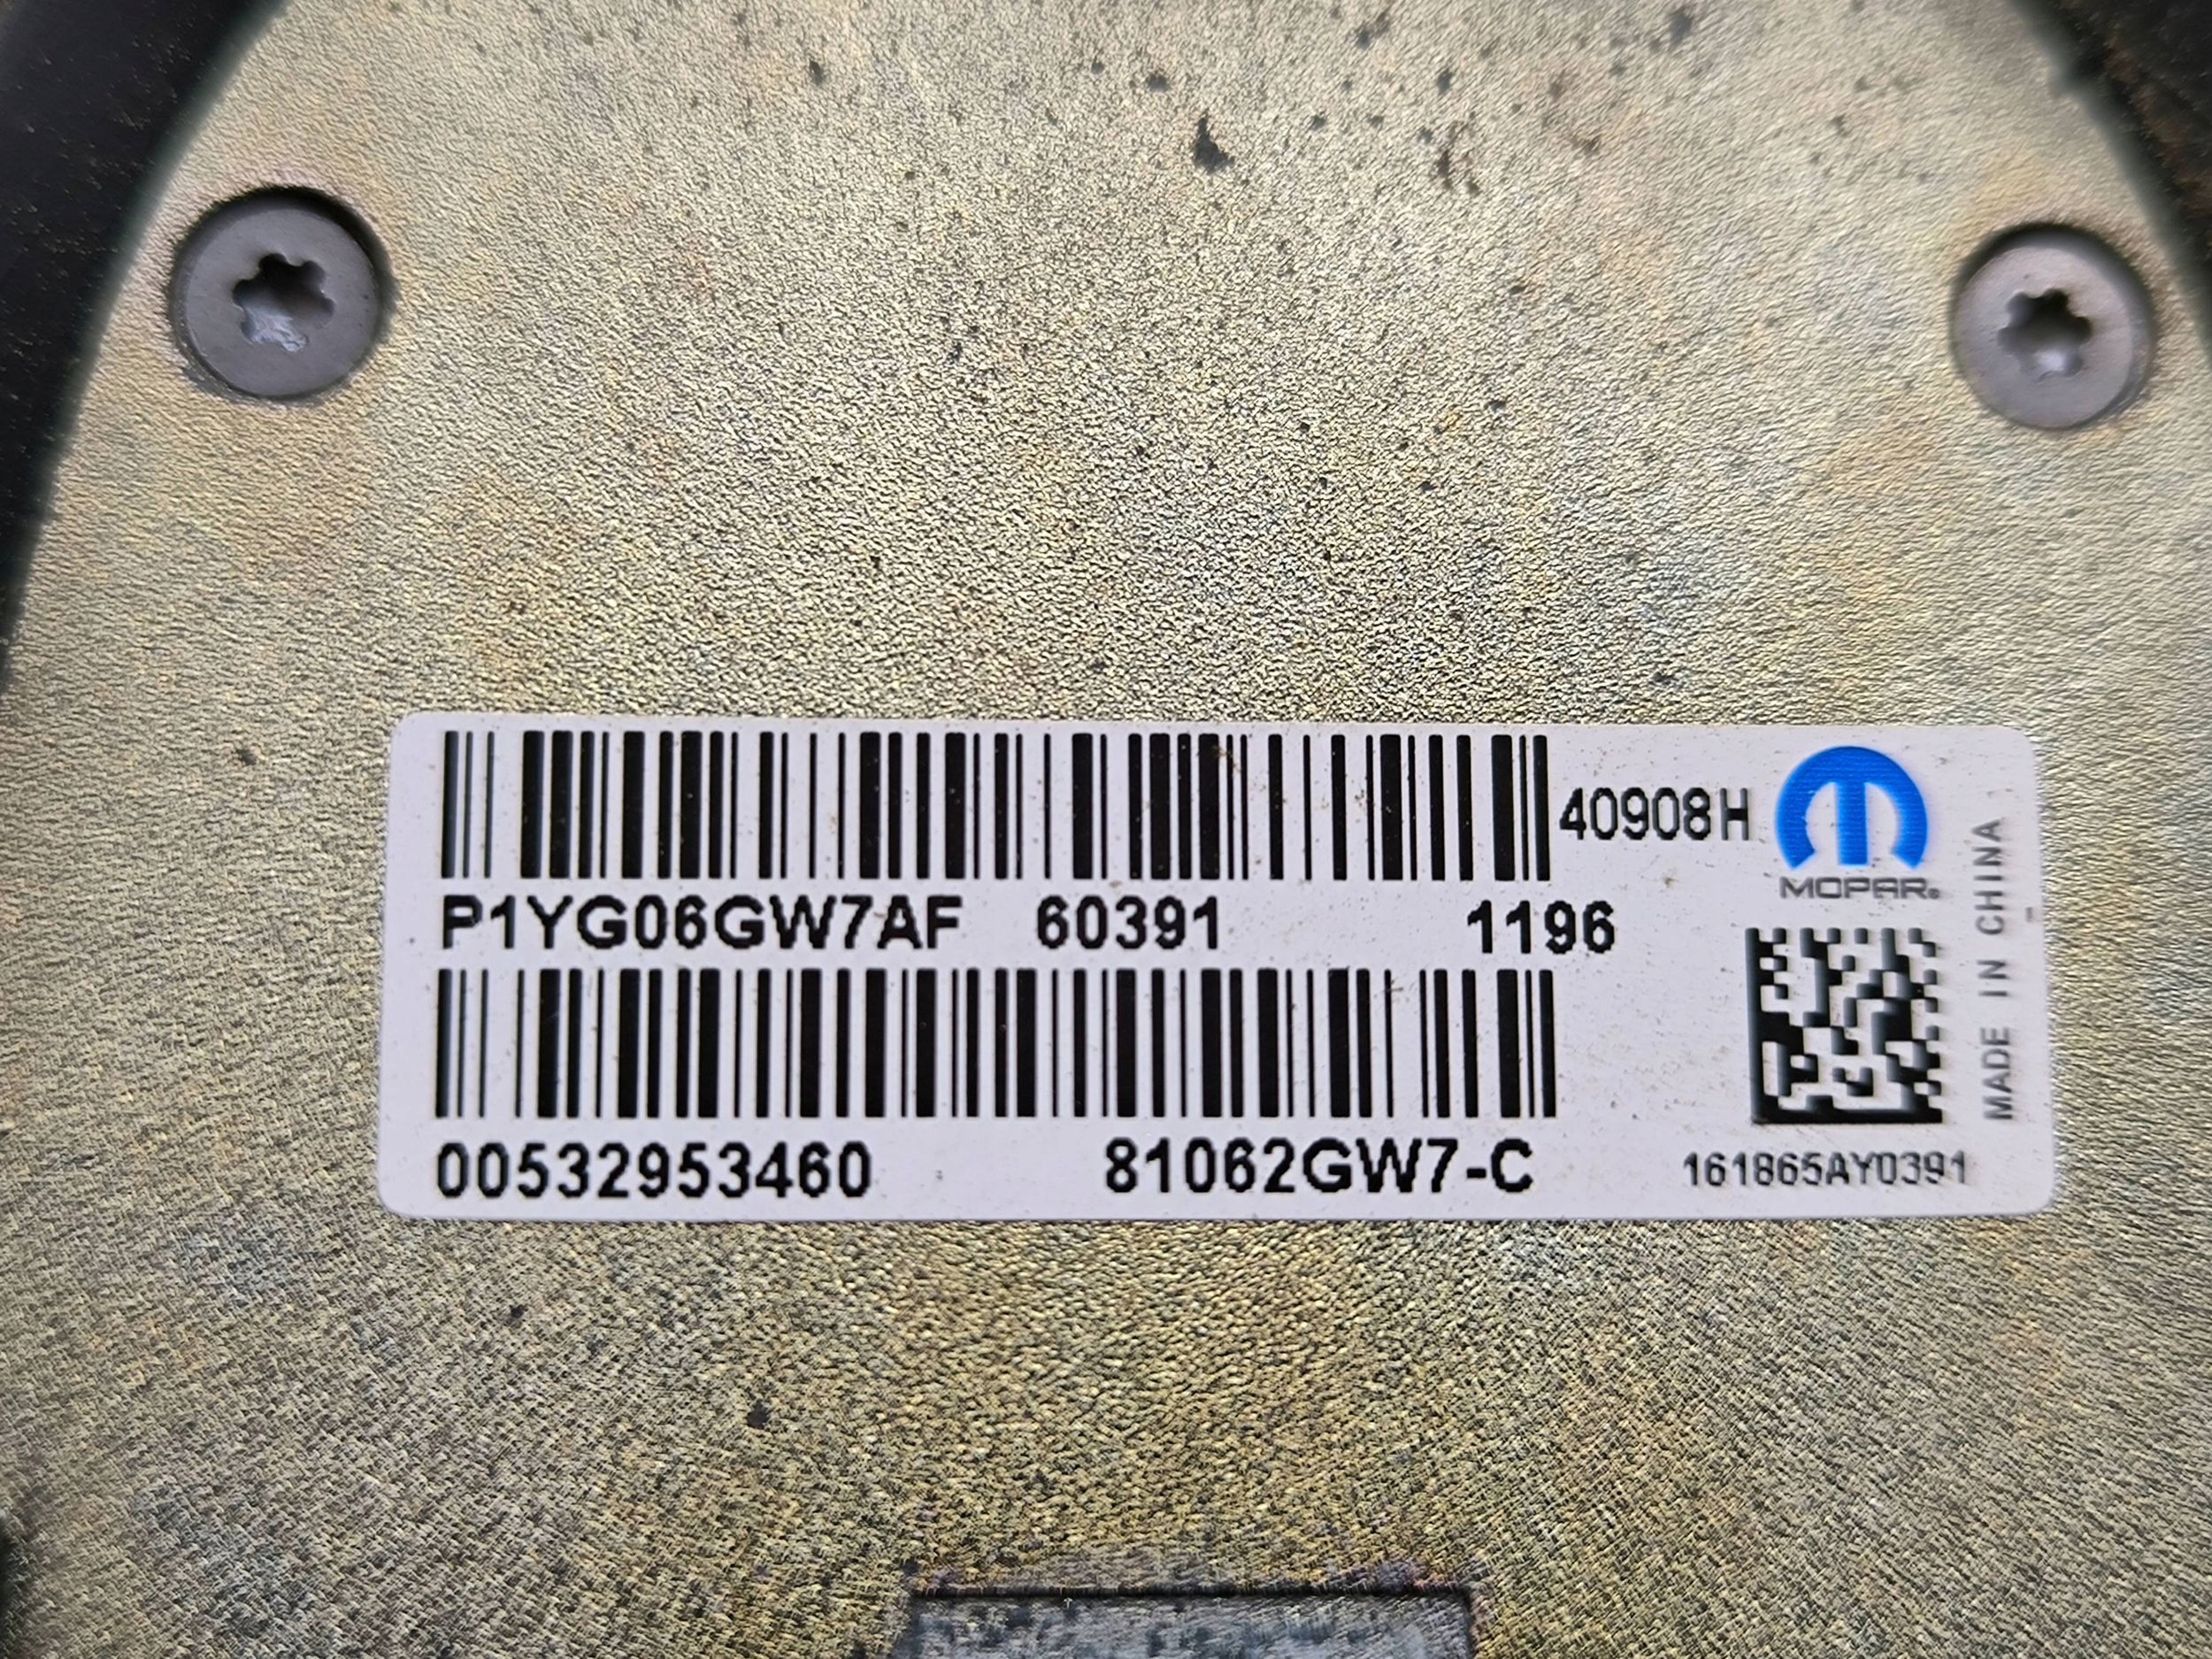 40908H
MOPAR®
P1YG06GW7AF 60391 1196
00532953460 81062GW7-C
161865AY0391
MADE IN CHINA